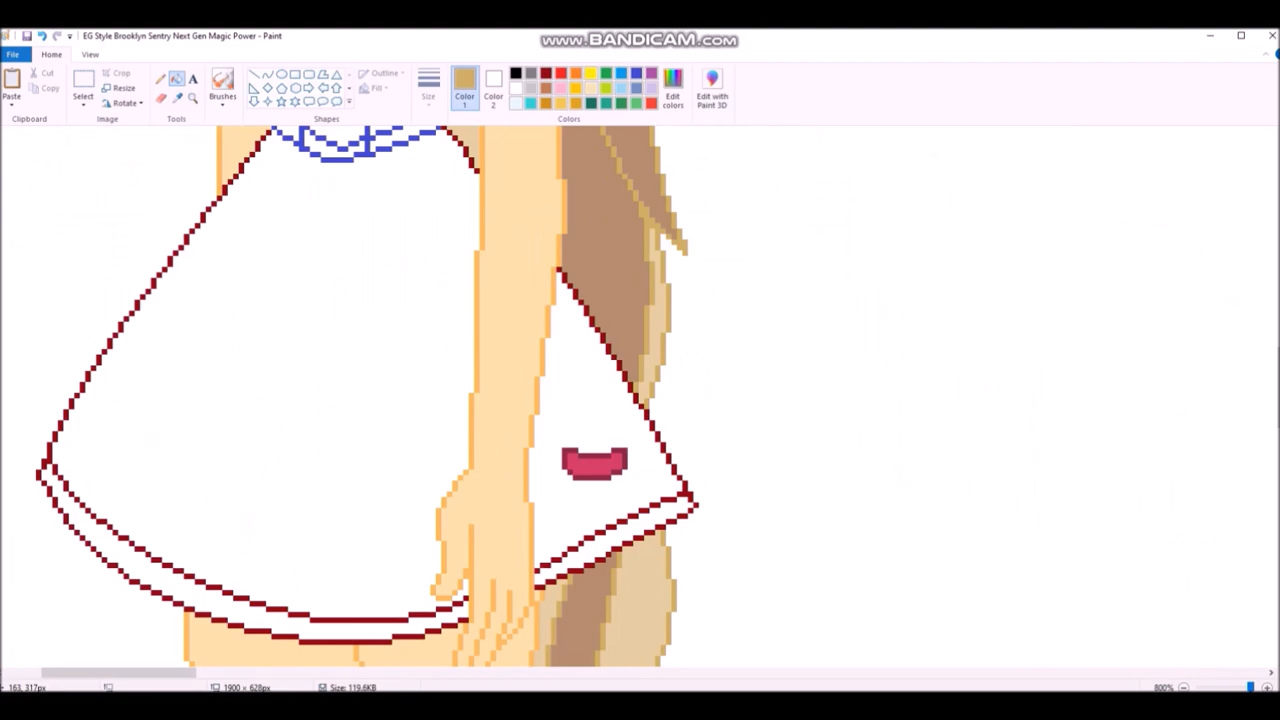 EG Style Brooklyn Sentry Next Gen Magic Power - Paint
www.BANDICAM.com
File
Home
View
Paste
Cut
Copy
Clipboard
Select
Crop
Resize
Rotate
Image
A
Tools
Brushes
Outline
Fill
Shapes
Size
Color
1
Color
2
Colors
Edit
colors
Edit with
Paint 3D
163, 317px
1900 × 628px
Size: 119.6KB
800%